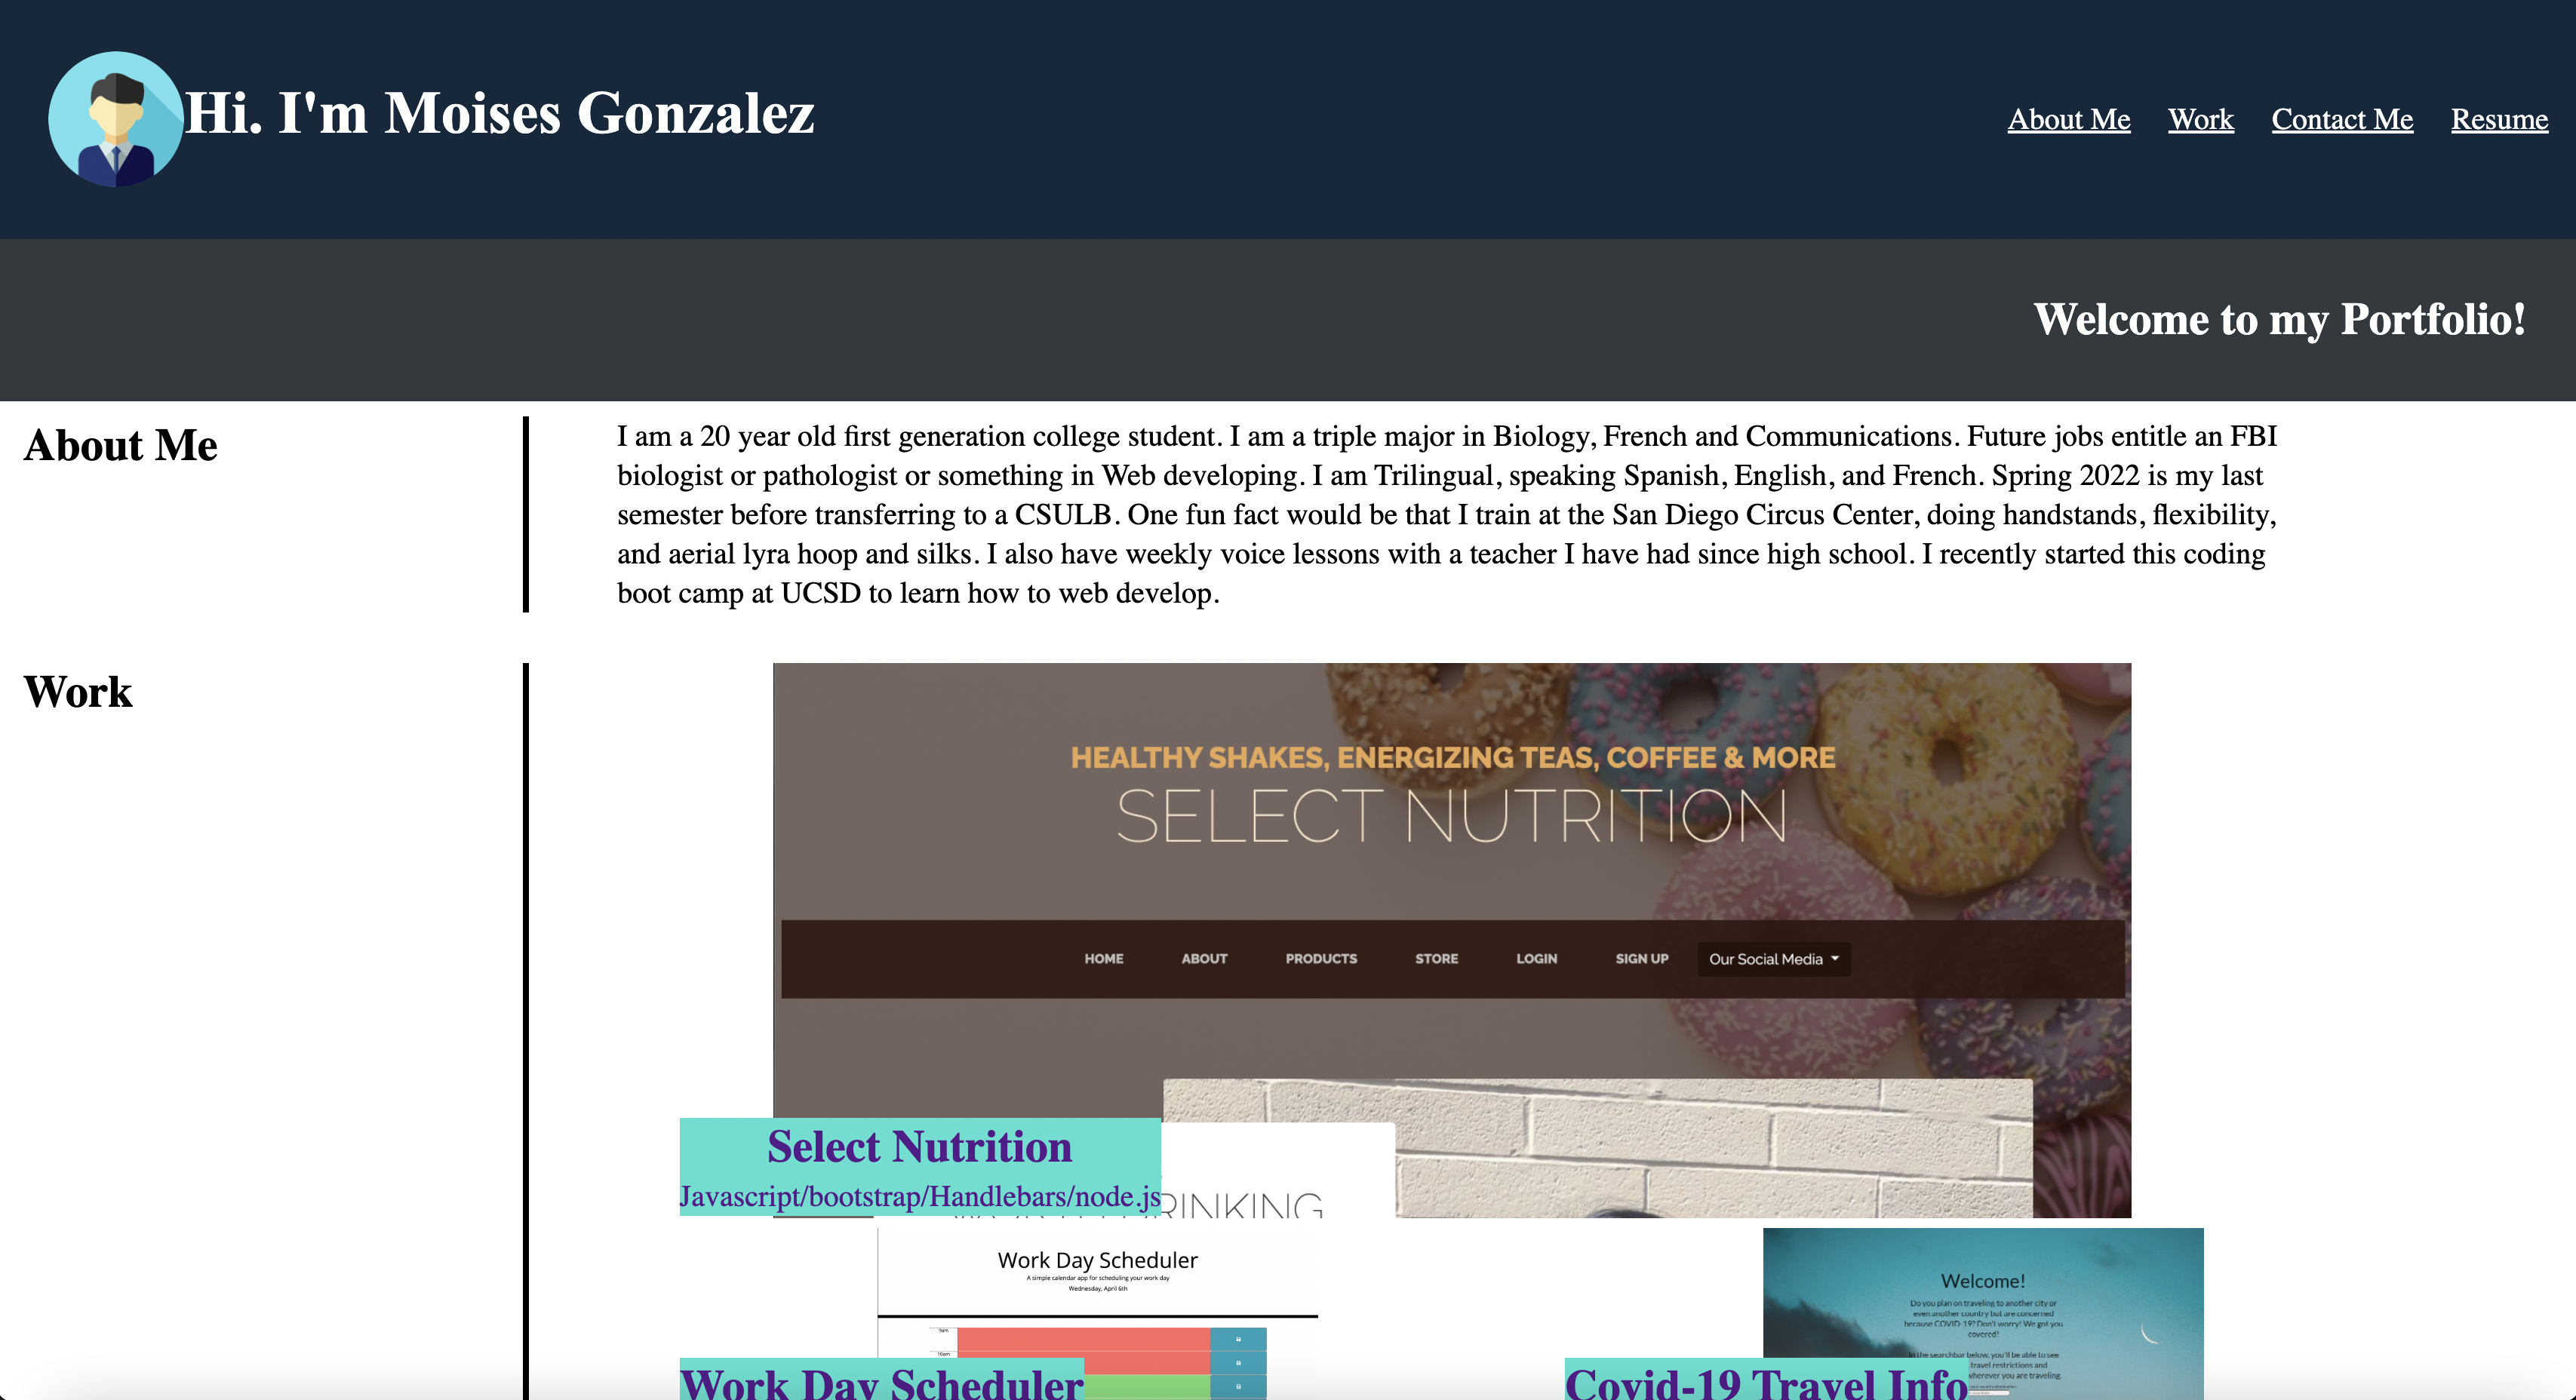 Hi. I'm Moises Gonzalez
About Me Work Contact Me Resume
Welcome to my Portfolio!
About Me
I am a 20 year old first generation college student. I am a triple major in Biology, French and Communications. Future jobs entitle an FBI
biologist or pathologist or something in Web developing. I am Trilingual, speaking Spanish, English, and French. Spring 2022 is my last
semester before transferring to a CSULB. One fun fact would be that I train at the San Diego Circus Center, doing handstands, flexibility,
and aerial lyra hoop and silks. I also have weekly voice lessons with a teacher I have had since high school. I recently started this coding
boot camp at UCSD to learn how to web develop.
Work
HEALTHY SHAKES, ENERGIZING TEAS, COFFEE & MORE
SELECT NUTRITION
HOME ABOUT PRODUCTS STORE LOGIN SIGN UP Our Social Media
Select Nutrition
Javascript/bootstrap/Handlebars/node.js
RINKING
Work Day Scheduler
A simple calendar app for scheduling your work day
Wednesday, April 6th
9am
10am
Work Day Scheduler
Welcome!
Do you plan on traveling to another city or
even another country but are concerned
because COVID-19? Don't worry! We got you
covered!
In the searchbar below, you'll be able to see
travel restrictions and
wherever you are traveling.
Covid-19 Travel Info